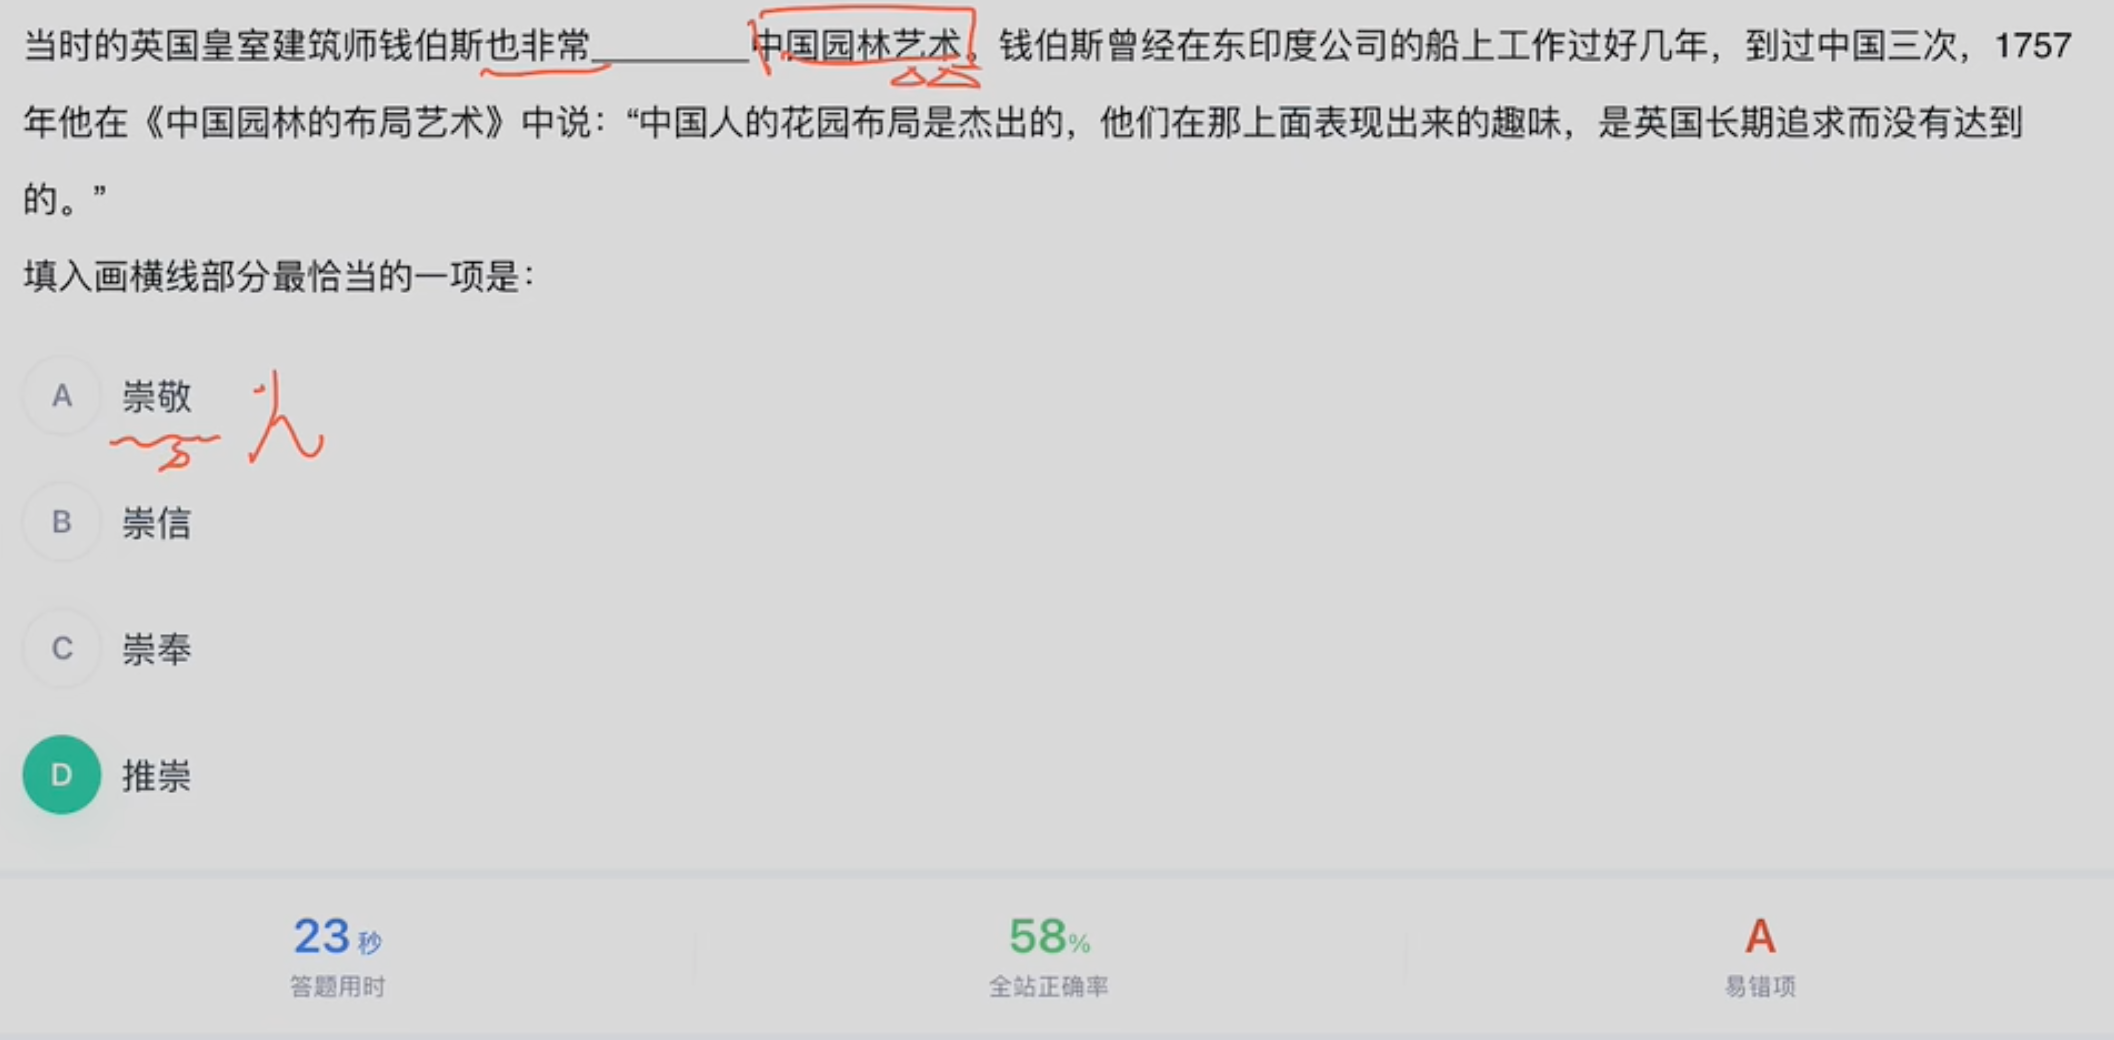 当时的英国皇室建筑师钱伯斯也非常________中国园林艺术。钱伯斯曾经在东印度公司的船上工作过好几年，到过中国三次，1757
年他在《中国园林的布局艺术》中说：“中国人的花园布局是杰出的，他们在那上面表现出来的趣味，是英国长期追求而没有达到
的。”
填入画横线部分最恰当的一项是：
A 崇敬
B 崇信
C 崇奉
D 推崇
23秒 58% A
答题用时 全站正确率 易错项